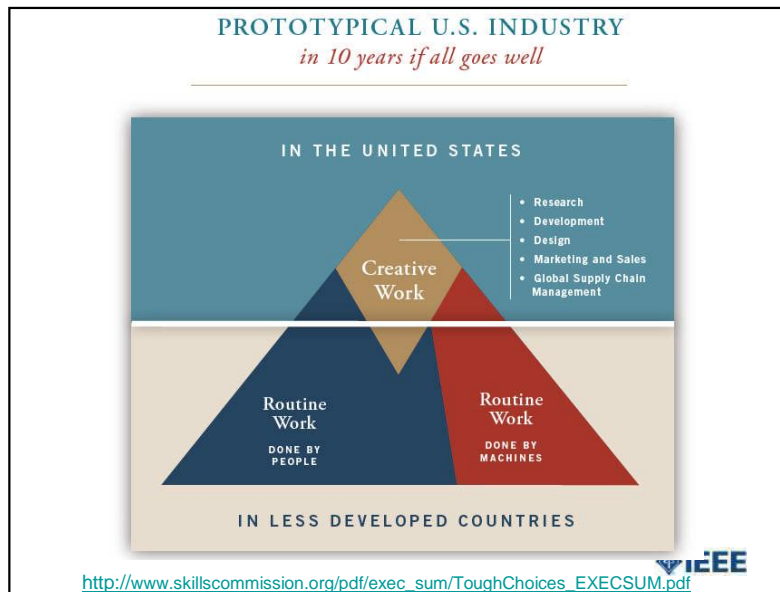 PROTOTYPICAL U.S. INDUSTRY
in 10 years if all goes well
IN THE UNITED STATES
• Research
• Development
• Design
• Marketing and Sales
• Global Supply Chain
Management
Creative
Work
Routine
Work
DONE BY
PEOPLE
Routine
Work
DONE BY
MACHINES
IN LESS DEVELOPED COUNTRIES
IEEE
http://www.skillscommission.org/pdf/exec_sum/ToughChoices_EXECSUM.pdf